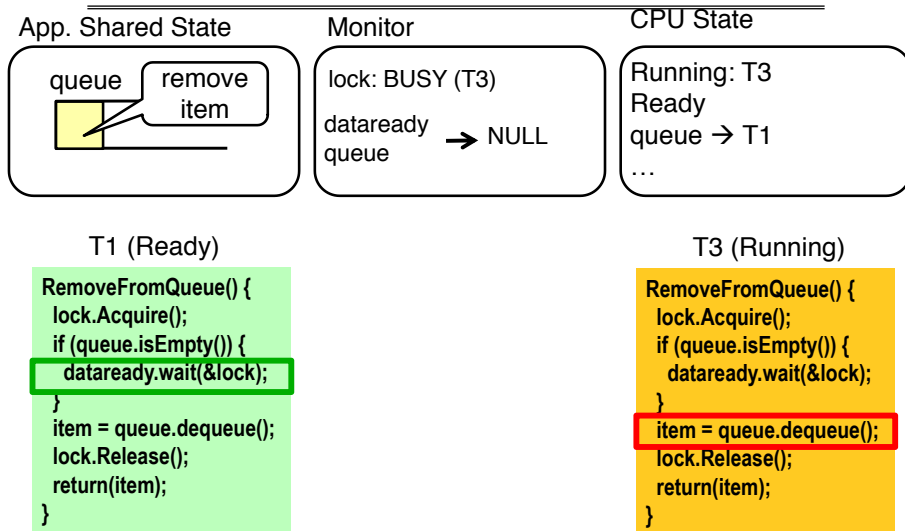 App. Shared State
Monitor
CPU State
queue
remove
item
lock: BUSY (T3)
dataready
queue
→ NULL
Running: T3
Ready
queue → T1
…
T1 (Ready)
RemoveFromQueue() {
lock.Acquire();
if (queue.isEmpty()) {
dataready.wait(&lock);
}
item = queue.dequeue();
lock.Release();
return(item);
}
T3 (Running)
RemoveFromQueue() {
lock.Acquire();
if (queue.isEmpty()) {
dataready.wait(&lock);
}
item = queue.dequeue();
lock.Release();
return(item);
}